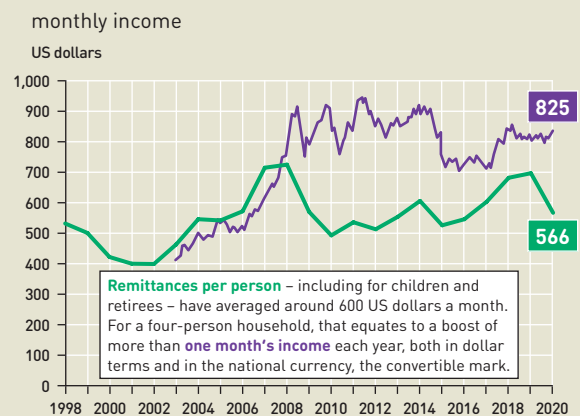 monthly income
US dollars
1,000
900
800
700
600
500
400
300
200
100
0
825
566
Remittances per person – including for children and
retirees – have averaged around 600 US dollars a month.
For a four-person household, that equates to a boost of
more than one month's income each year, both in dollar
terms and in the national currency, the convertible mark.
1998 2000 2002 2004 2006 2008 2010 2012 2014 2016 2018 2020